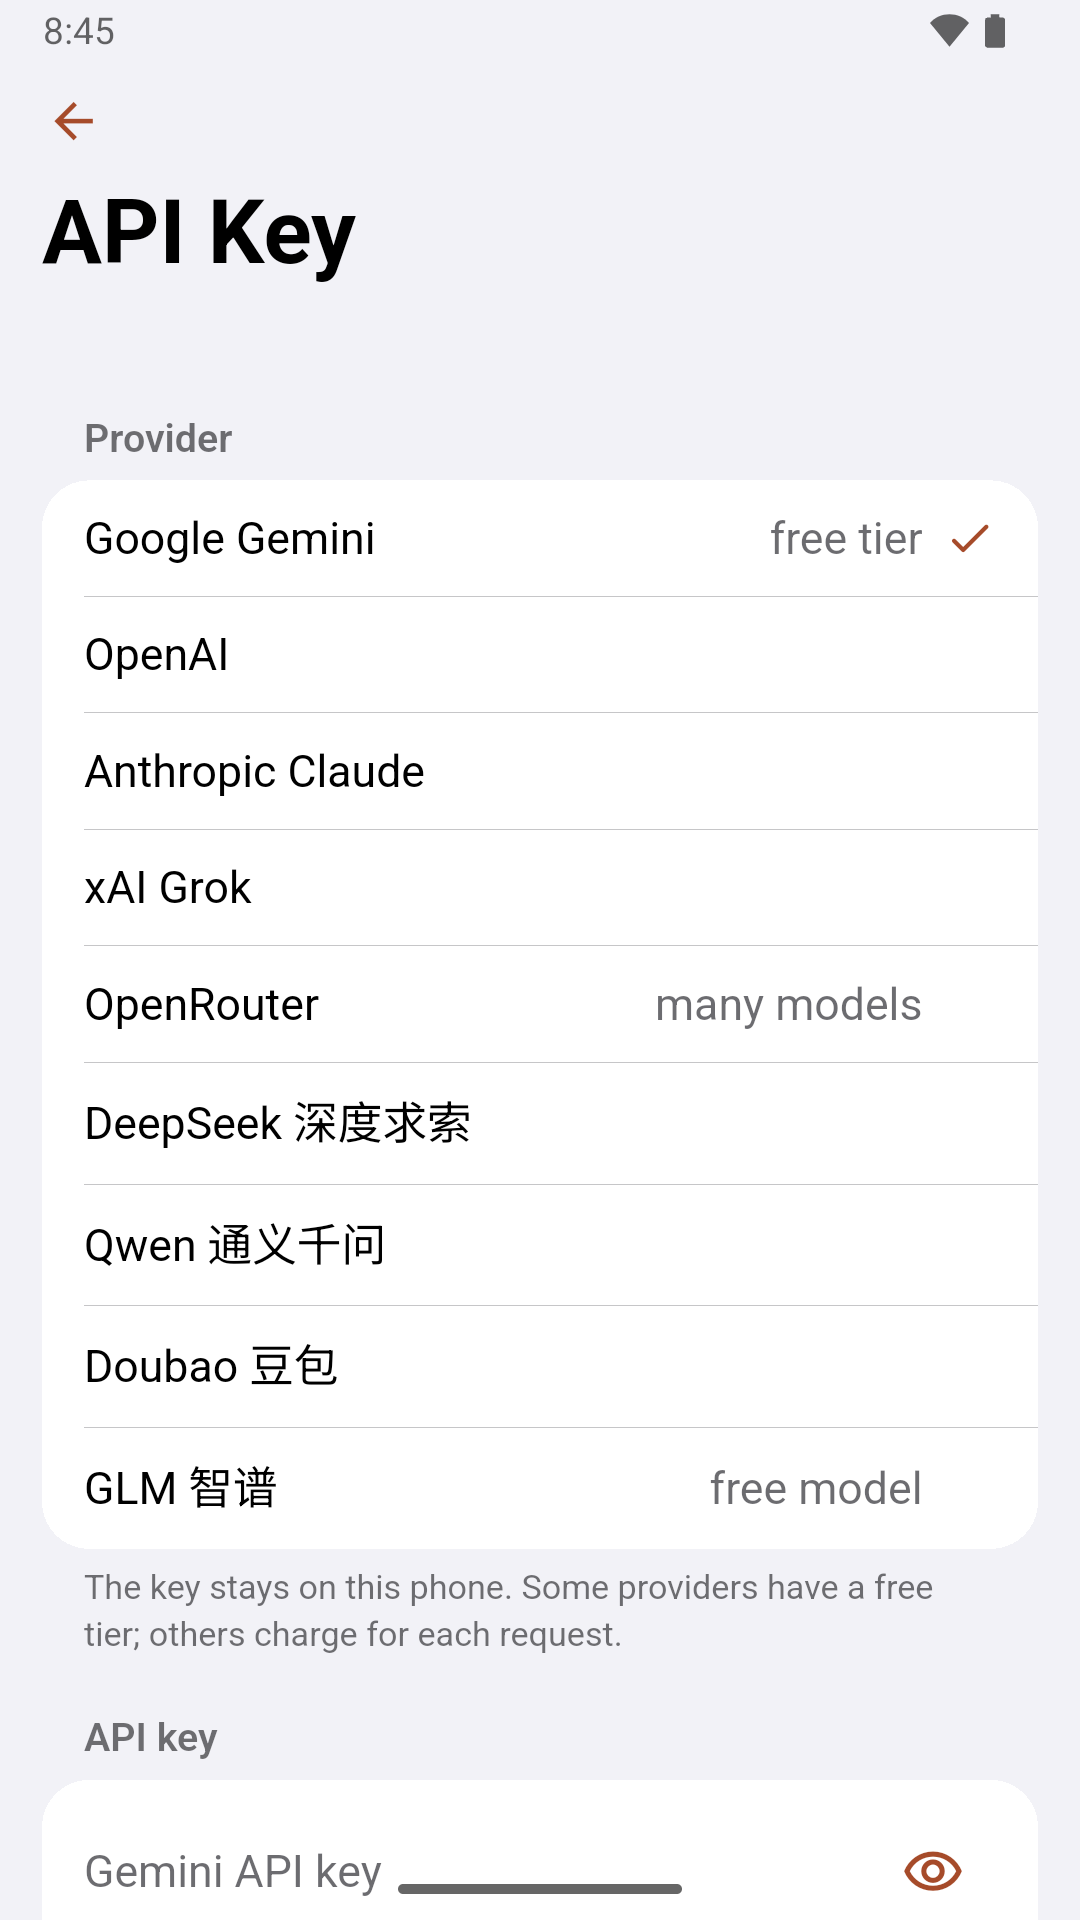 8:45
API Key
Provider
Google Gemini free tier
OpenAI
Anthropic Claude
xAI Grok
OpenRouter many models
DeepSeek 深度求索
Qwen 通义千问
Doubao 豆包
GLM 智谱 free model
The key stays on this phone. Some providers have a free
tier; others charge for each request.
API key
Gemini API key